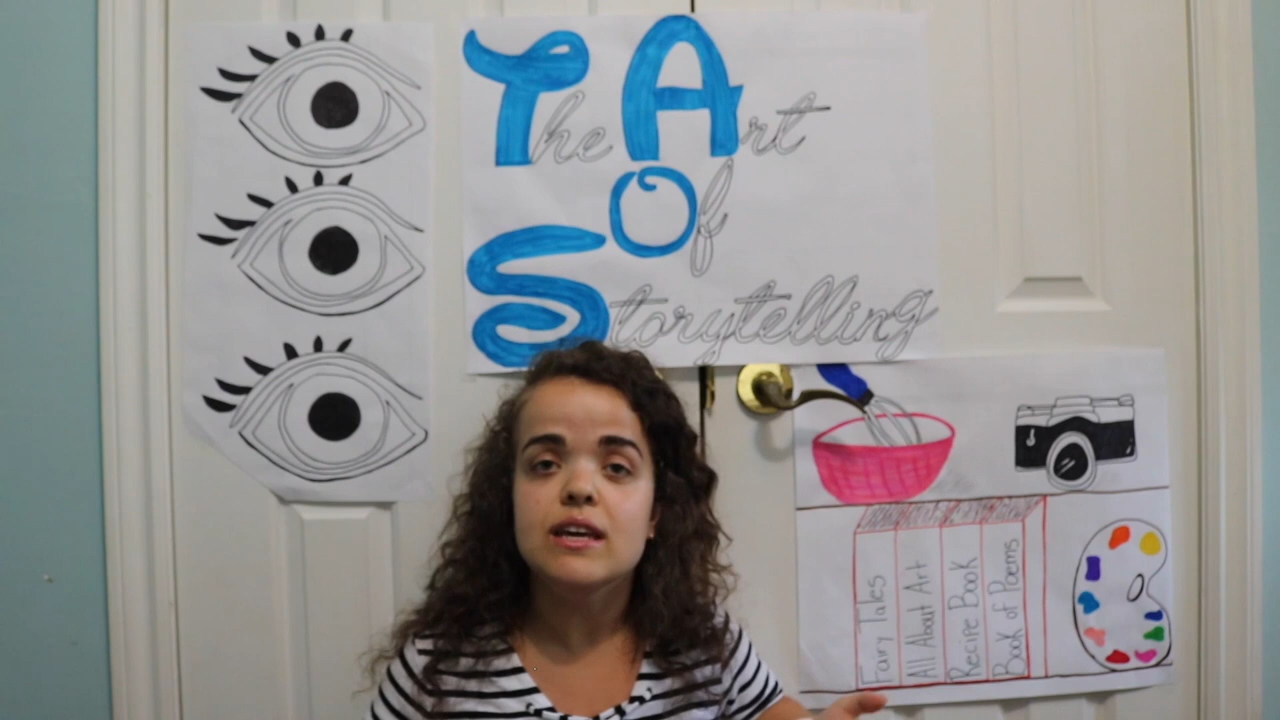 The Art
Of
Storytelling
Fairy Tales
All About Art
Recipe Book
Book of Poems